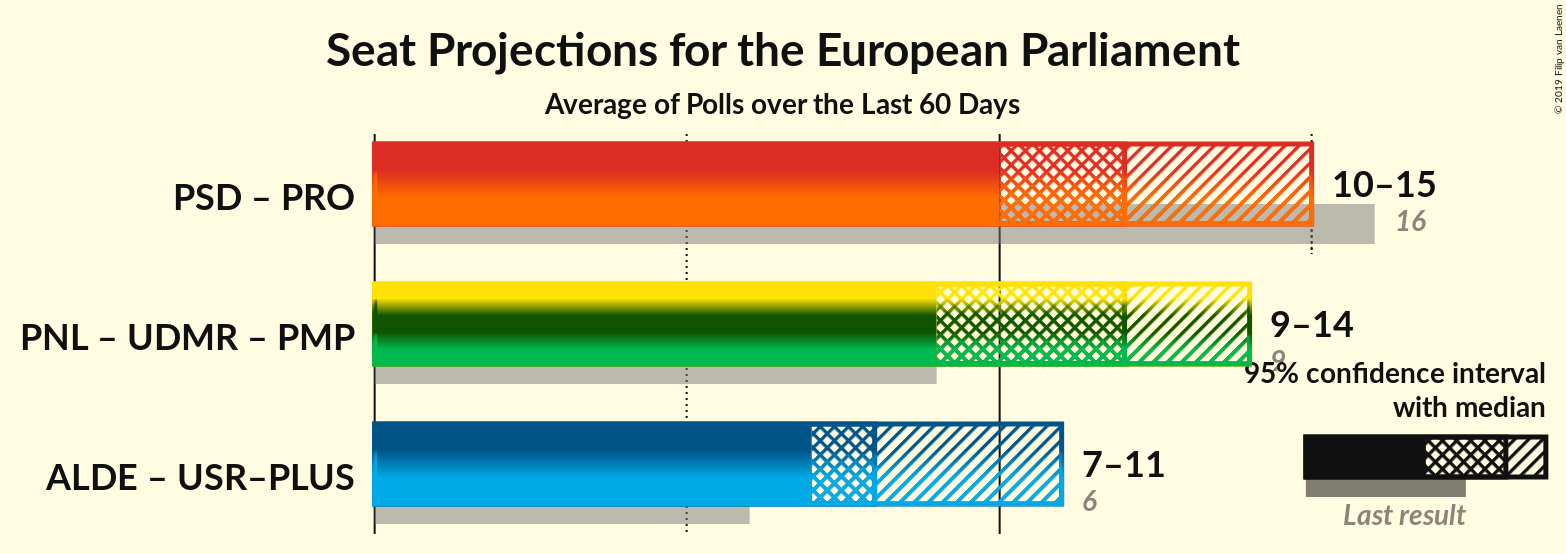 Seat Projections for the European Parliament
Average of Polls over the Last 60 Days
© 2019 Filip van Laenen
PSD – PRO
10–15
16
PNL – UDMR – PMP
9–14
9
ALDE – USR–PLUS
7–11
6
95% confidence interval
with median
Last result